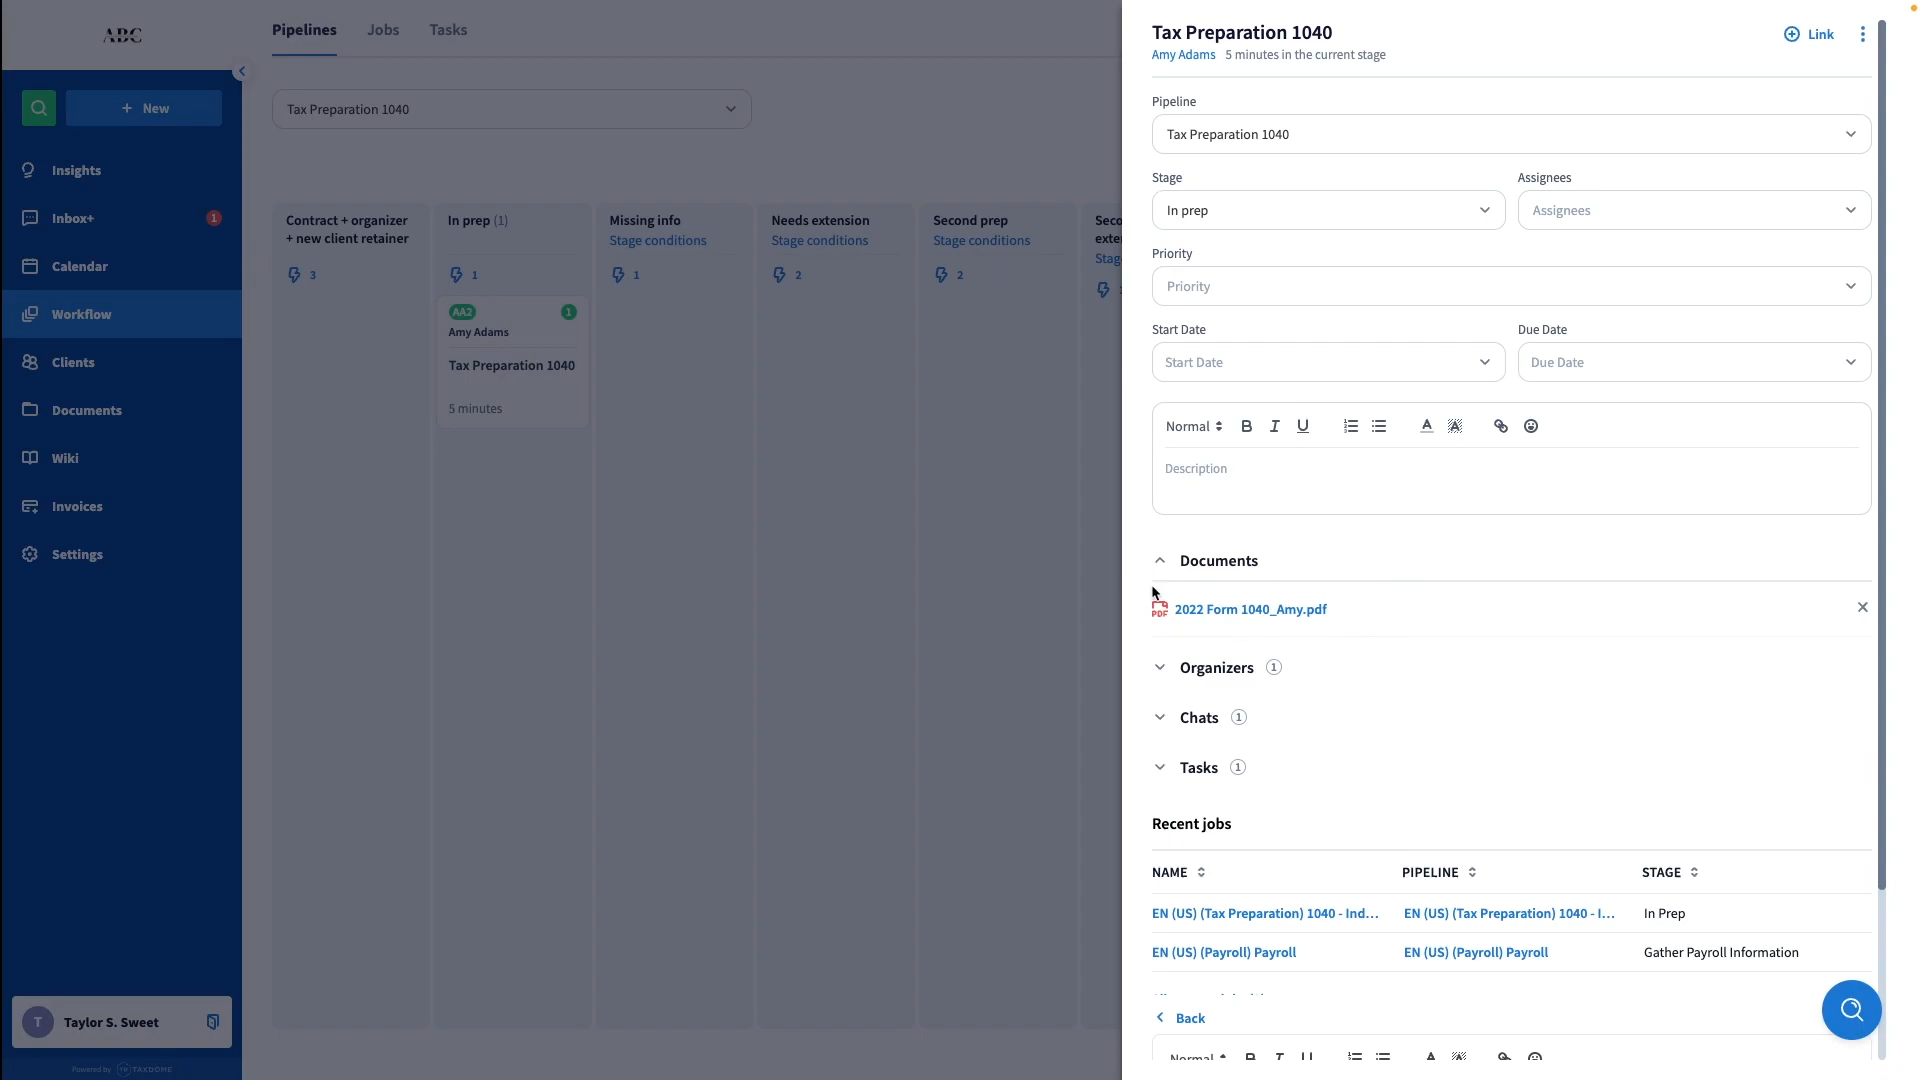 ABC
+ New
Insights
Inbox+ 1
Calendar
Workflow
Clients
Documents
Wiki
Invoices
Settings
T Taylor S. Sweet
Powered by TAXDOME
Pipelines Jobs Tasks
Tax Preparation 1040
Contract + organizer
+ new client retainer
3
In prep (1)
1
AA2 1
Amy Adams
Tax Preparation 1040
5 minutes
Missing info
Stage conditions
1
Needs extension
Stage conditions
2
Second prep
Stage conditions
2
Tax Preparation 1040
Link
Amy Adams 5 minutes in the current stage
Pipeline
Tax Preparation 1040
Stage Assignees
In prep Assignees
Priority
Priority
Start Date Due Date
Start Date Due Date
Normal B I U A A
Description
Documents
PDF 2022 Form 1040_Amy.pdf
Organizers 1
Chats 1
Tasks 1
Recent jobs
NAME PIPELINE STAGE
EN (US) (Tax Preparation) 1040 - Ind... EN (US) (Tax Preparation) 1040 - I... In Prep
EN (US) (Payroll) Payroll EN (US) (Payroll) Payroll Gather Payroll Information
Back
Normal B I U A A